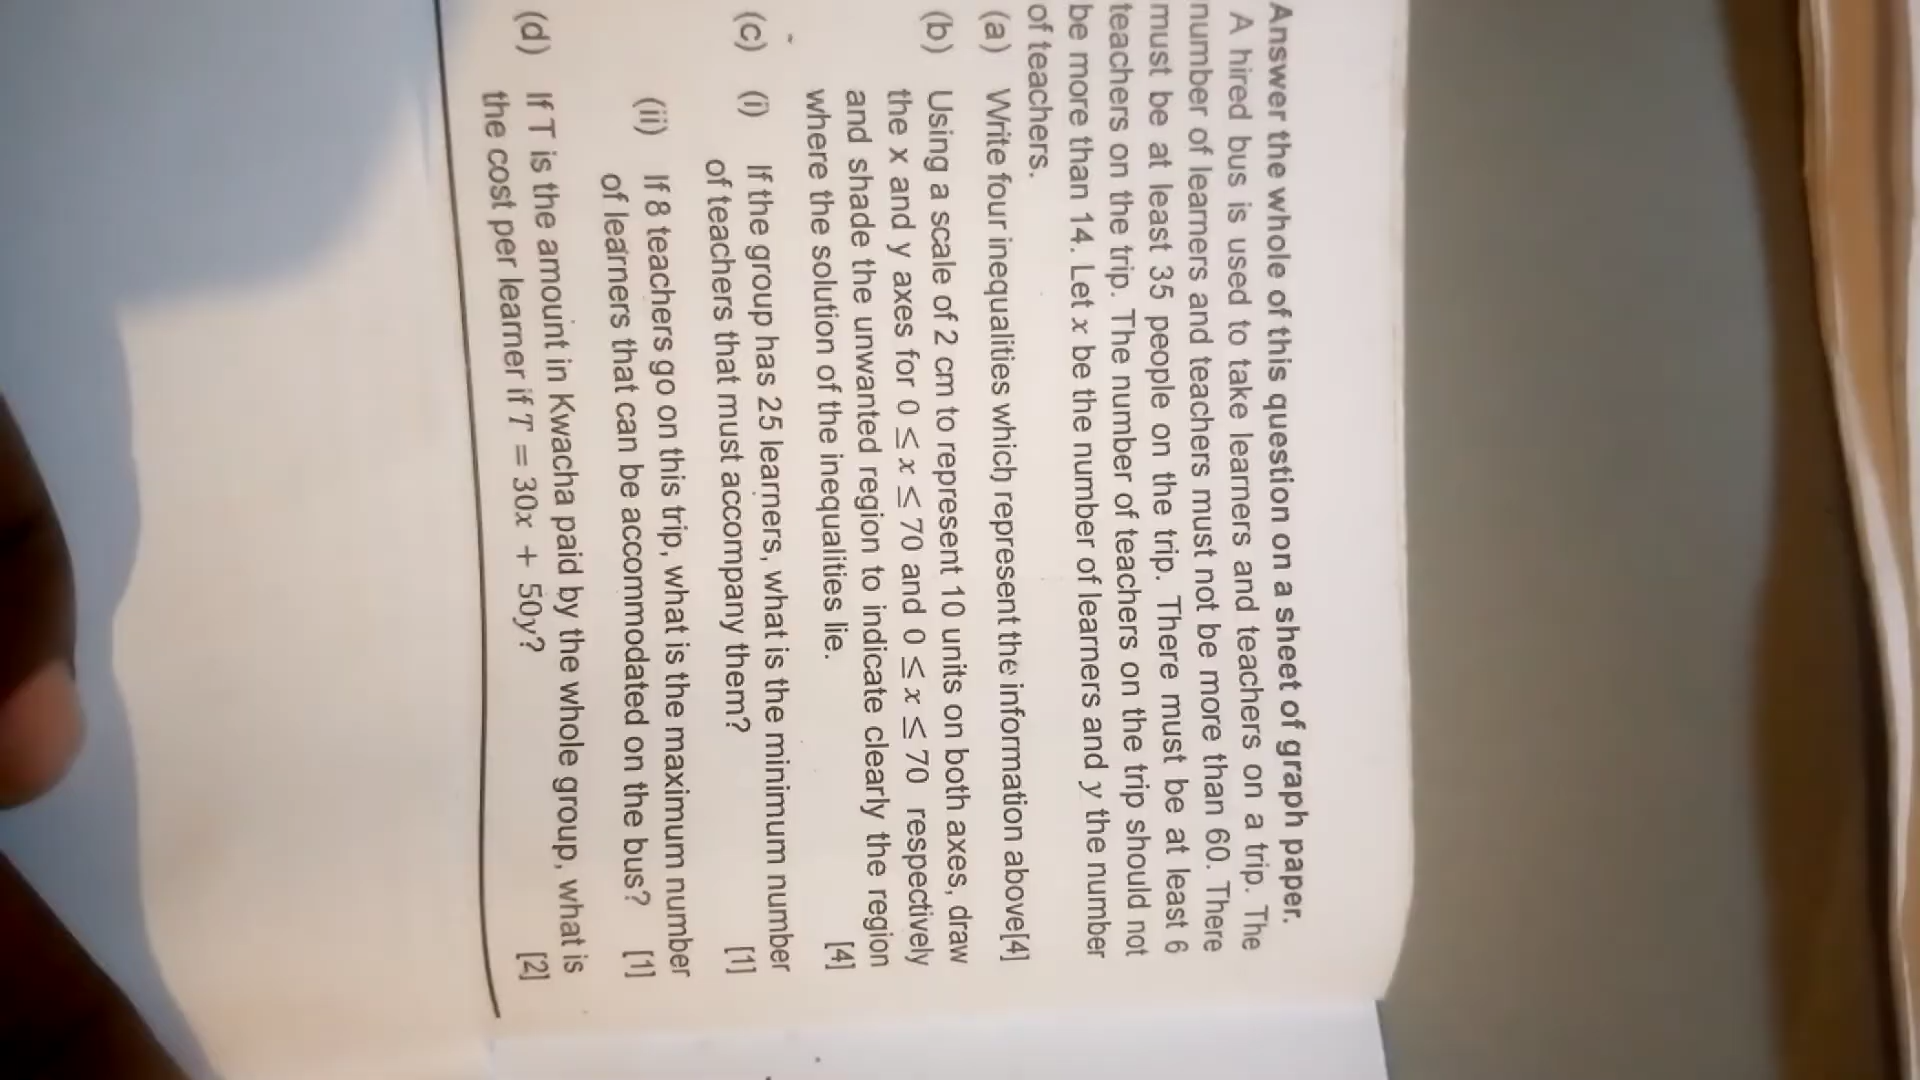 Answer the whole of this question on a sheet of graph paper.
A hired bus is used to take learners and teachers on a trip. The
number of learners and teachers must not be more than 60. There
must be at least 35 people on the trip. There must be at least 6
teachers on the trip. The number of teachers on the trip should not
be more than 14. Let x be the number of learners and y the number
of teachers.
(a) Write four inequalities which represent the information above[4]
(b) Using a scale of 2 cm to represent 10 units on both axes, draw
the x and y axes for 0 ≤ x ≤ 70 and 0 ≤ x ≤ 70 respectively
and shade the unwanted region to indicate clearly the region
where the solution of the inequalities lie. [4]
(c) (i) If the group has 25 learners, what is the minimum number
of teachers that must accompany them? [1]
(ii) If 8 teachers go on this trip, what is the maximum number
of learners that can be accommodated on the bus? [1]
(d) If T is the amount in Kwacha paid by the whole group, what is
the cost per learner if T = 30x + 50y? [2]